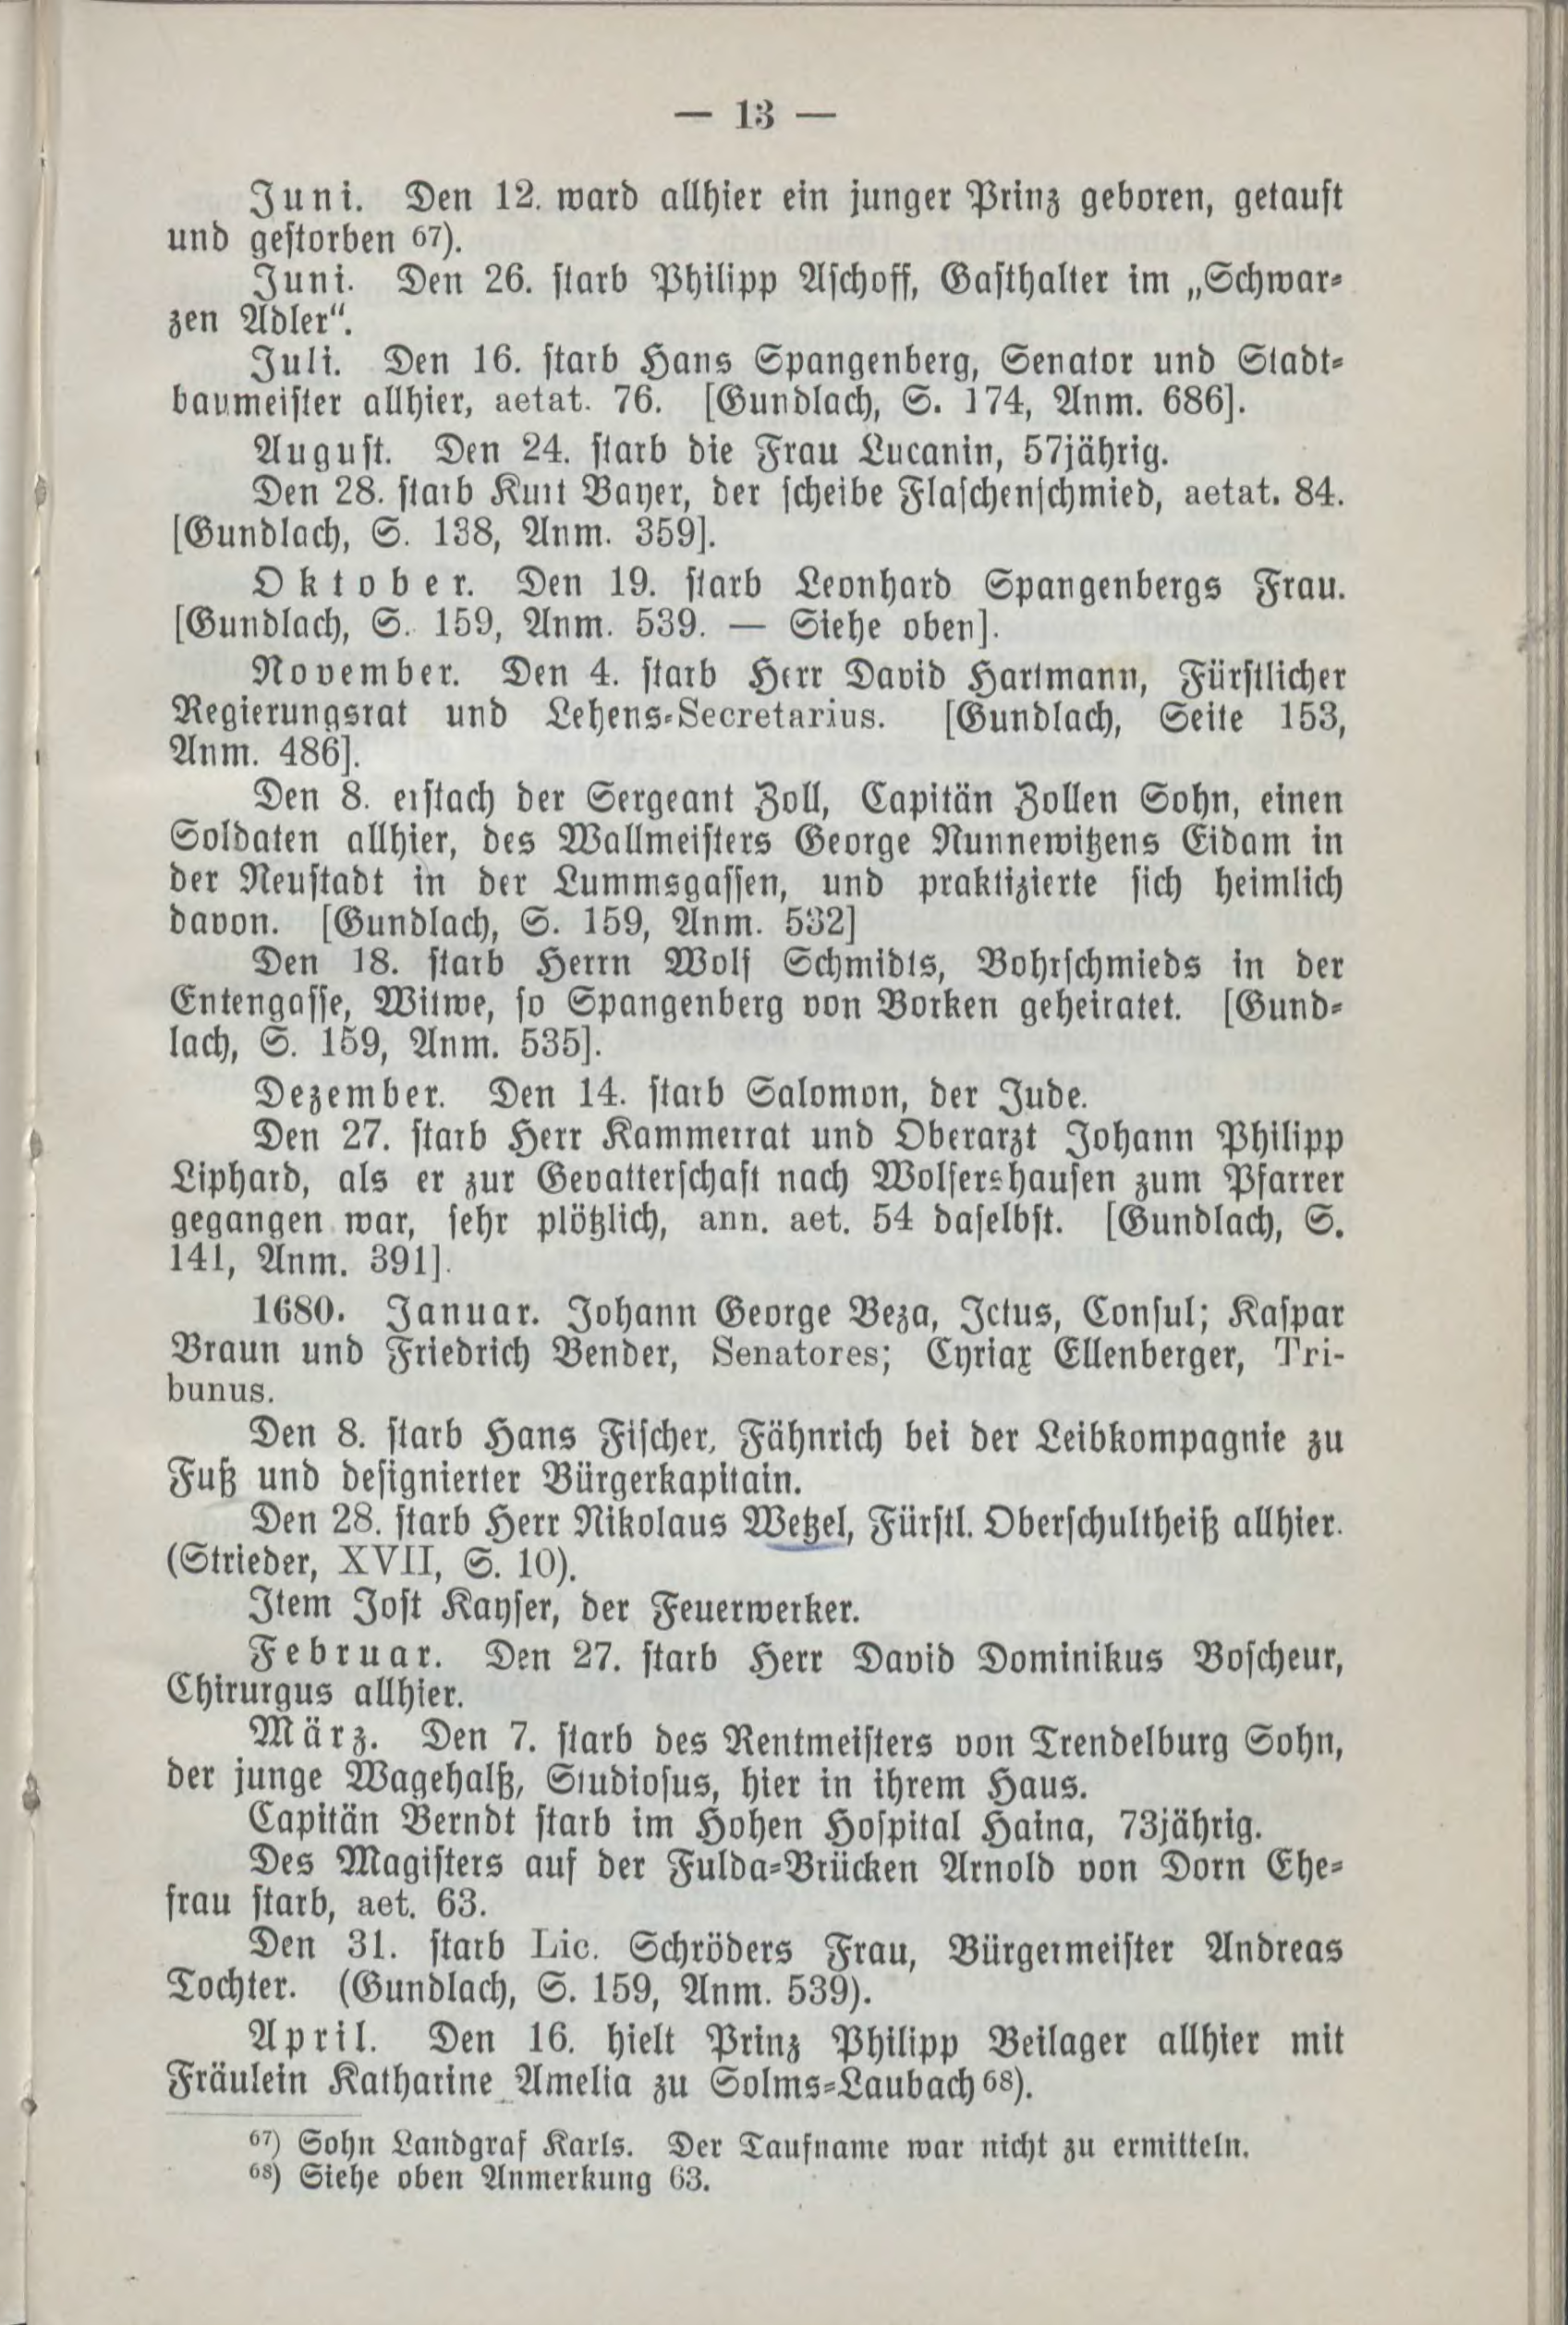 — 13 —
Juni. Den 12. ward allhier ein junger Prinz geboren, getauft
und gestorben 67).
Juni. Den 26. starb Philipp Aschoff, Gasthalter im „Schwar-
zen Adler“.
Juli. Den 16. starb Hans Spangenberg, Senator und Stadt-
baumeister allhier, aetat. 76. [Gundlach, S. 174, Anm. 686].
August. Den 24. starb die Frau Lucanin, 57jährig.
Den 28. starb Kurt Bayer, der scheibe Flaschenschmied, aetat. 84.
[Gundlach, S. 138, Anm. 359].
Oktober. Den 19. starb Leonhard Spangenbergs Frau.
[Gundlach, S. 159, Anm. 539. — Siehe oben].
November. Den 4. starb Herr David Hartmann, Fürstlicher
Regierungsrat und Lehens-Secretarius. [Gundlach, Seite 153,
Anm. 486].
Den 8. erstach der Sergeant Zoll, Capitän Zollen Sohn, einen
Soldaten allhier, des Wallmeisters George Nunnewitzens Eidam in
der Neustadt in der Lummsgassen, und praktizierte sich heimlich
davon. [Gundlach, S. 159, Anm. 532]
Den 18. starb Herrn Wolf Schmidts, Bohrschmieds in der
Entengasse, Witwe, so Spangenberg von Borken geheiratet. [Gund-
lach, S. 159, Anm. 535].
Dezember. Den 14. starb Salomon, der Jude.
Den 27. starb Herr Kammerrat und Oberarzt Johann Philipp
Liphard, als er zur Gevatterschaft nach Wolfershausen zum Pfarrer
gegangen war, sehr plötzlich, ann. aet. 54 daselbst. [Gundlach, S.
141, Anm. 391].
1680. Januar. Johann George Beza, Ictus, Consul; Kaspar
Braun und Friedrich Bender, Senatores; Cyriax Ellenberger, Tri-
bunus.
Den 8. starb Hans Fischer, Fähnrich bei der Leibkompagnie zu
Fuß und designierter Bürgerkapitain.
Den 28. starb Herr Nikolaus Wetzel, Fürstl. Oberschultheiß allhier.
(Strieder, XVII, S. 10).
Item Jost Kayser, der Feuerwerker.
Februar. Den 27. starb Herr David Dominikus Boscheur,
Chirurgus allhier.
März. Den 7. starb des Rentmeisters von Trendelburg Sohn,
der junge Wagehalß, Studiosus, hier in ihrem Haus.
Capitän Berndt starb im Hohen Hospital Haina, 73jährig.
Des Magisters auf der Fulda-Brücken Arnold von Dorn Ehe-
frau starb, aet. 63.
Den 31. starb Lic. Schröders Frau, Bürgermeister Andreas
Tochter. (Gundlach, S. 159, Anm. 539).
April. Den 16. hielt Prinz Philipp Beilager allhier mit
Fräulein Katharine Amelia zu Solms-Laubach 68).
67) Sohn Landgraf Karls. Der Taufname war nicht zu ermitteln.
68) Siehe oben Anmerkung 63.